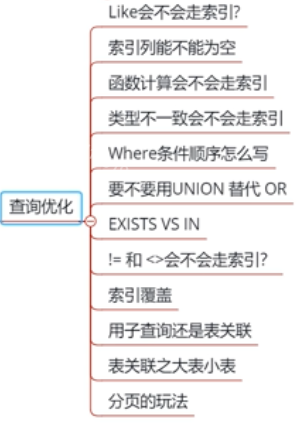 Like会不会走索引?
索引列能不能为空
函数计算会不会走索引
类型不一致会不会走索引
Where条件顺序怎么写
要不要用UNION 替代 OR
查询优化
EXISTS VS IN
!= 和 <>会不会走索引?
索引覆盖
用子查询还是表关联
表关联之大表小表
分页的玩法